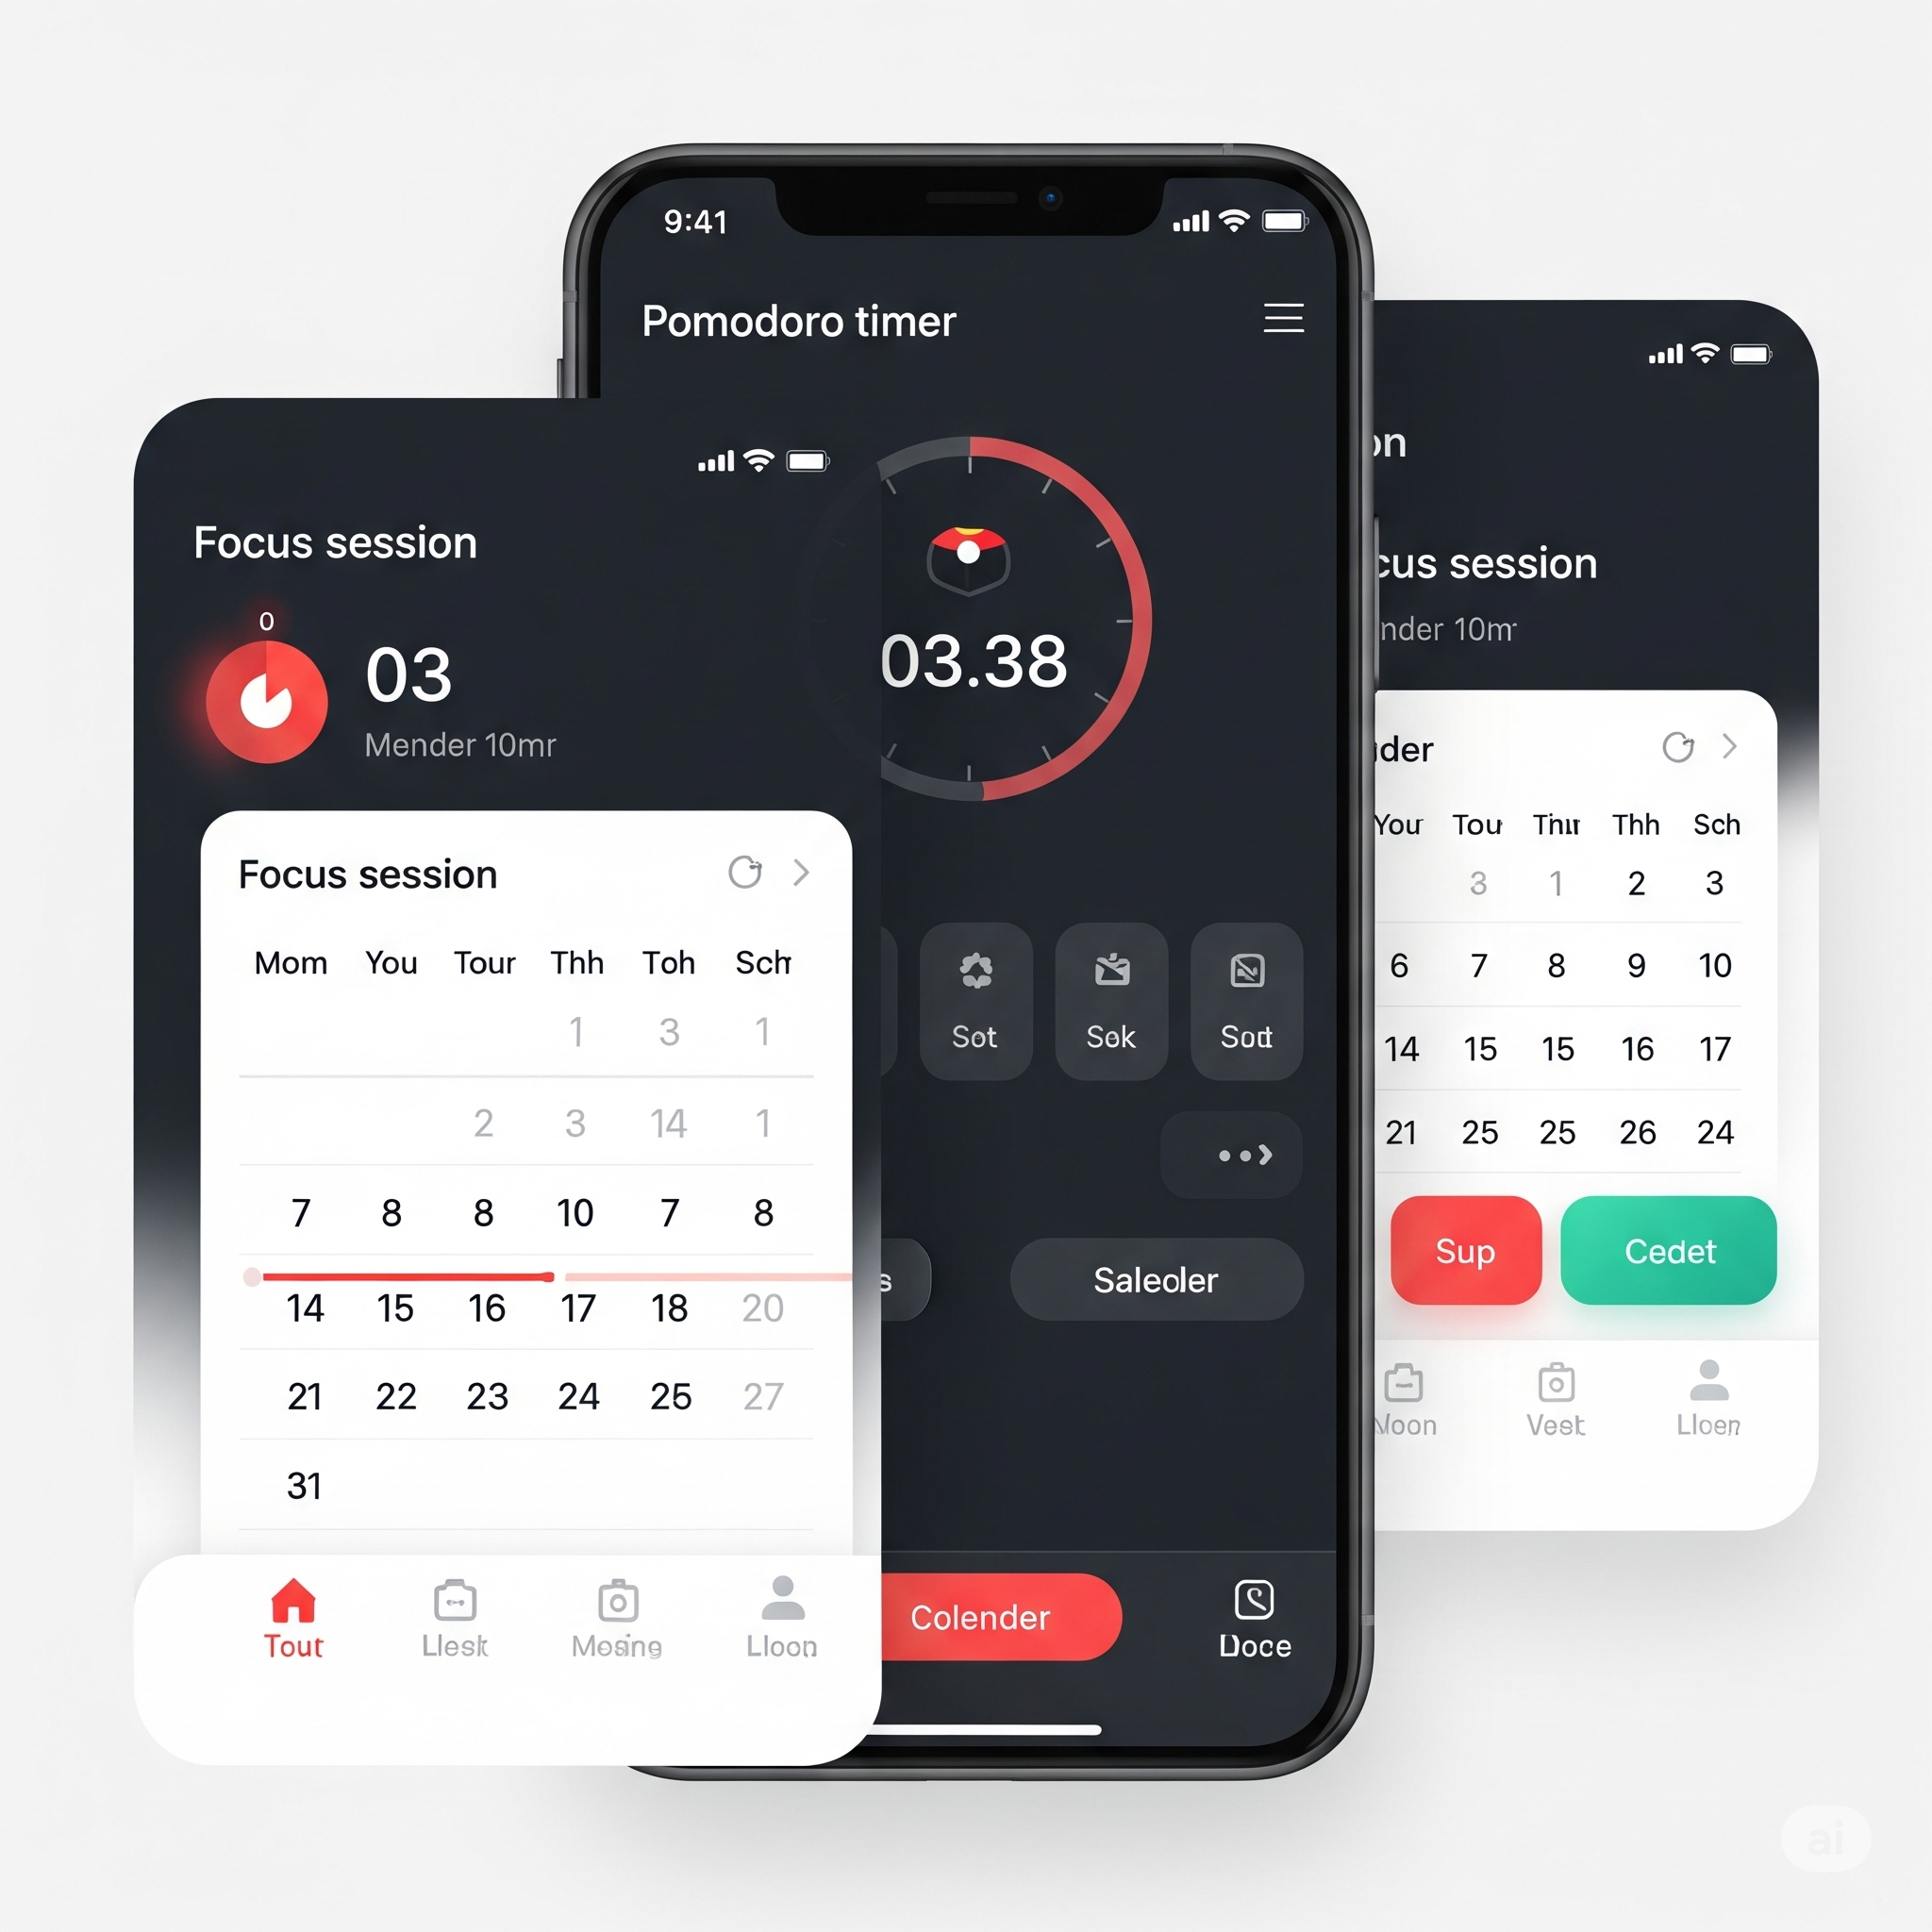 9:41
Pomodoro timer
03.38
Sot
Sok
Sort
s
Saleoler
Colender
Doce
Focus session
0
03
Mender 10mr
Focus session
Mom You Tour Thh Toh Sch
1 3 1
2 3 14 1
7 8 8 10 7 8
14 15 16 17 18 20
21 22 23 24 25 27
31
Tout Llesk Mosing Lloon
on
cus session
nder 10mr
der
You Tour Thur Thh Sch
3 1 2 3
6 7 8 9 10
14 15 15 16 17
21 25 25 26 24
Sup Cedet
Noon Vest Lloen
ai